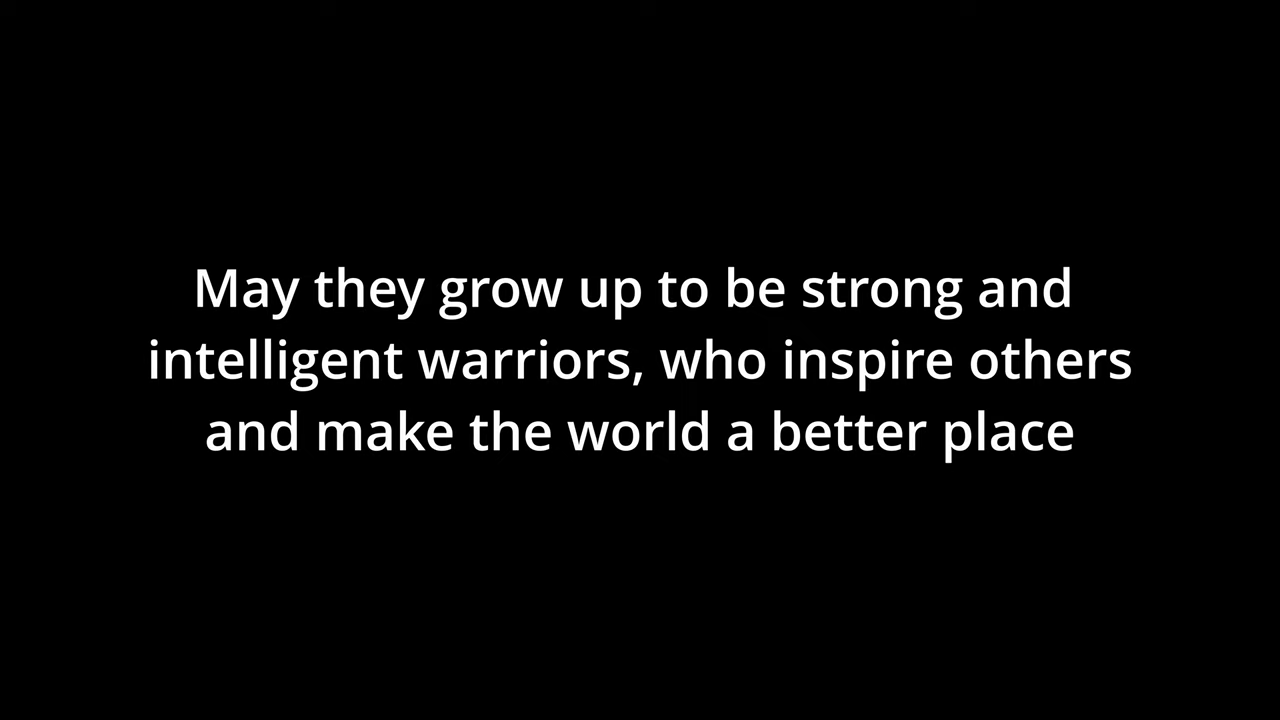 May they grow up to be strong and
intelligent warriors, who inspire others
and make the world a better place